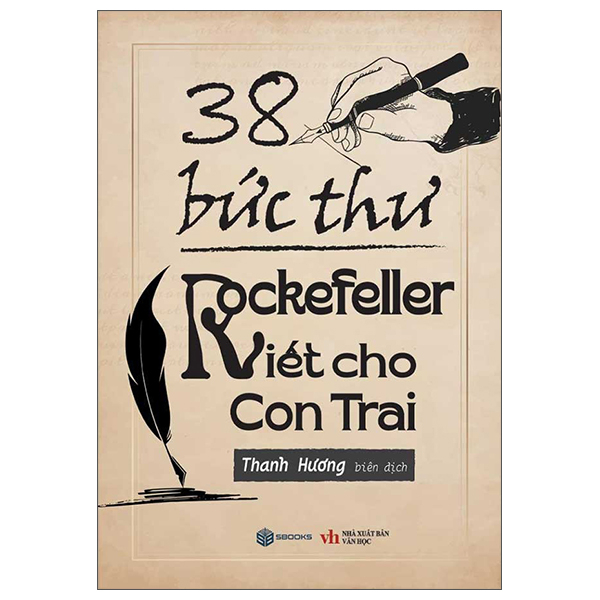 38
bức thư
Rockefeller
Viết cho
Con Trai
Thanh Hương biên dịch
SBOOKS
vh NHÀ XUẤT BẢN
VĂN HỌC